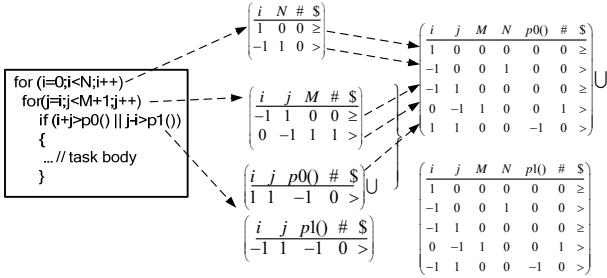 for (i=0;i<N;i++)
for(j=i;j<M+1;j++)
if (i+j>p0() || j-i>p1())
{
...// task body
}
i N # $
1 0 0 ≥
−1 1 0 >
i j M # $
−1 1 0 0 ≥
0 −1 1 1 >
i j p0() # $
1 1 −1 0 >
∪
i j p1() # $
−1 1 −1 0 >
i j M N p0() # $
1 0 0 0 0 0 ≥
−1 0 0 1 0 0 >
−1 1 0 0 0 0 ≥
0 −1 1 0 0 1 >
1 1 0 0 −1 0 >
∪
i j M N p1() # $
1 0 0 0 0 0 ≥
−1 0 0 1 0 0 >
−1 1 0 0 0 0 ≥
0 −1 1 0 0 1 >
−1 1 0 0 −1 0 >